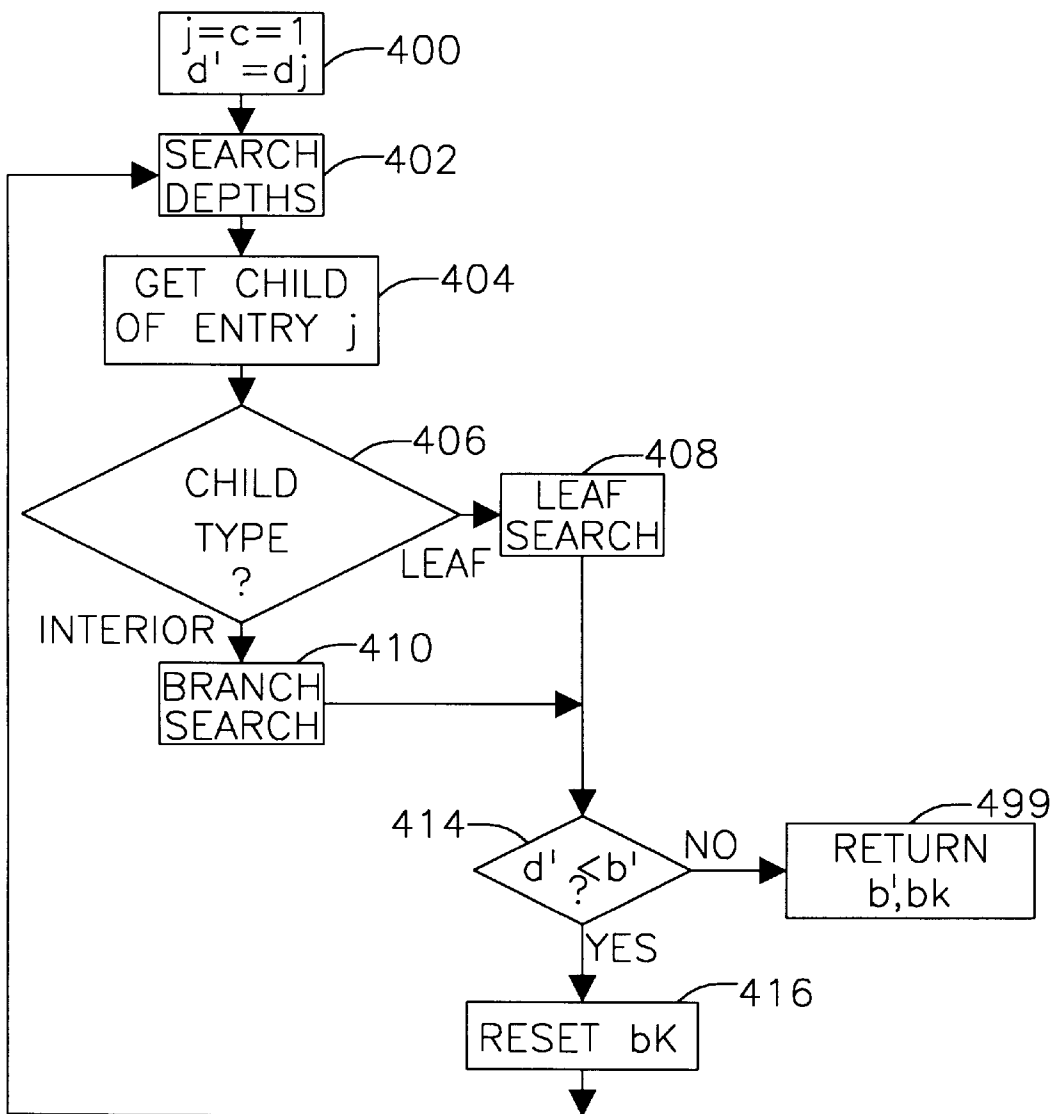 j=c=1
d' =dj
400
SEARCH
DEPTHS
402
GET CHILD
OF ENTRY j
404
CHILD
TYPE
?
406
LEAF
LEAF
SEARCH
408
INTERIOR
BRANCH
SEARCH
410
d' <b'
?
414
NO
RETURN
b',bk
499
YES
RESET bK
416